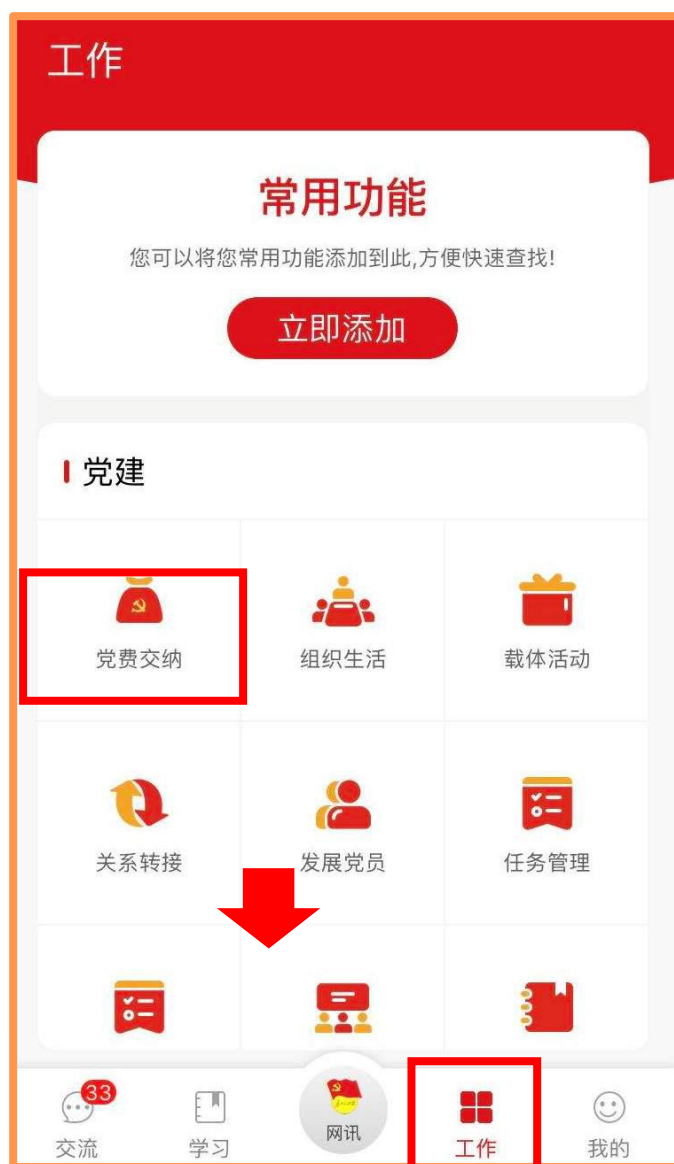 工作
常用功能
您可以将您常用功能添加到此,方便快速查找!
立即添加
党建
党费交纳
组织生活
载体活动
关系转接
发展党员
任务管理
33
交流
学习
网讯
工作
我的